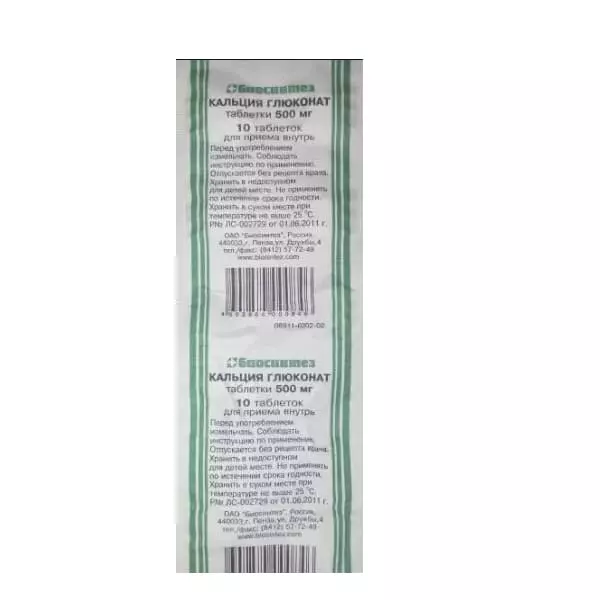 Биосинтез
КАЛЬЦИЯ ГЛЮКОНАТ
таблетки 500 мг
10 таблеток
для приема внутрь
Перед употреблением
измельчать. Соблюдать
инструкцию по применению.
Отпускается без рецепта врача.
Хранить в недоступном
для детей месте. Не применять
по истечении срока годности.
Хранить в сухом месте при
температуре не выше 25 °С.
Р№ ЛС-002729 от 01.06.2011 г.
ОАО "Биосинтез", Россия,
440033, г. Пенза, ул. Дружбы, 4
тел./факс: (8412) 57-72-49
www.biosintez.com
06911-0202-02
Биосинтез
КАЛЬЦИЯ ГЛЮКОНАТ
таблетки 500 мг
10 таблеток
для приема внутрь
Перед употреблением
измельчать. Соблюдать
инструкцию по применению.
Отпускается без рецепта врача.
Хранить в недоступном
для детей месте. Не применять
по истечении срока годности.
Хранить в сухом месте при
температуре не выше 25 °С.
Р№ ЛС-002729 от 01.06.2011 г.
ОАО "Биосинтез", Россия,
440033, г. Пенза, ул. Дружбы, 4
тел./факс: (8412) 57-72-49
www.biosintez.com